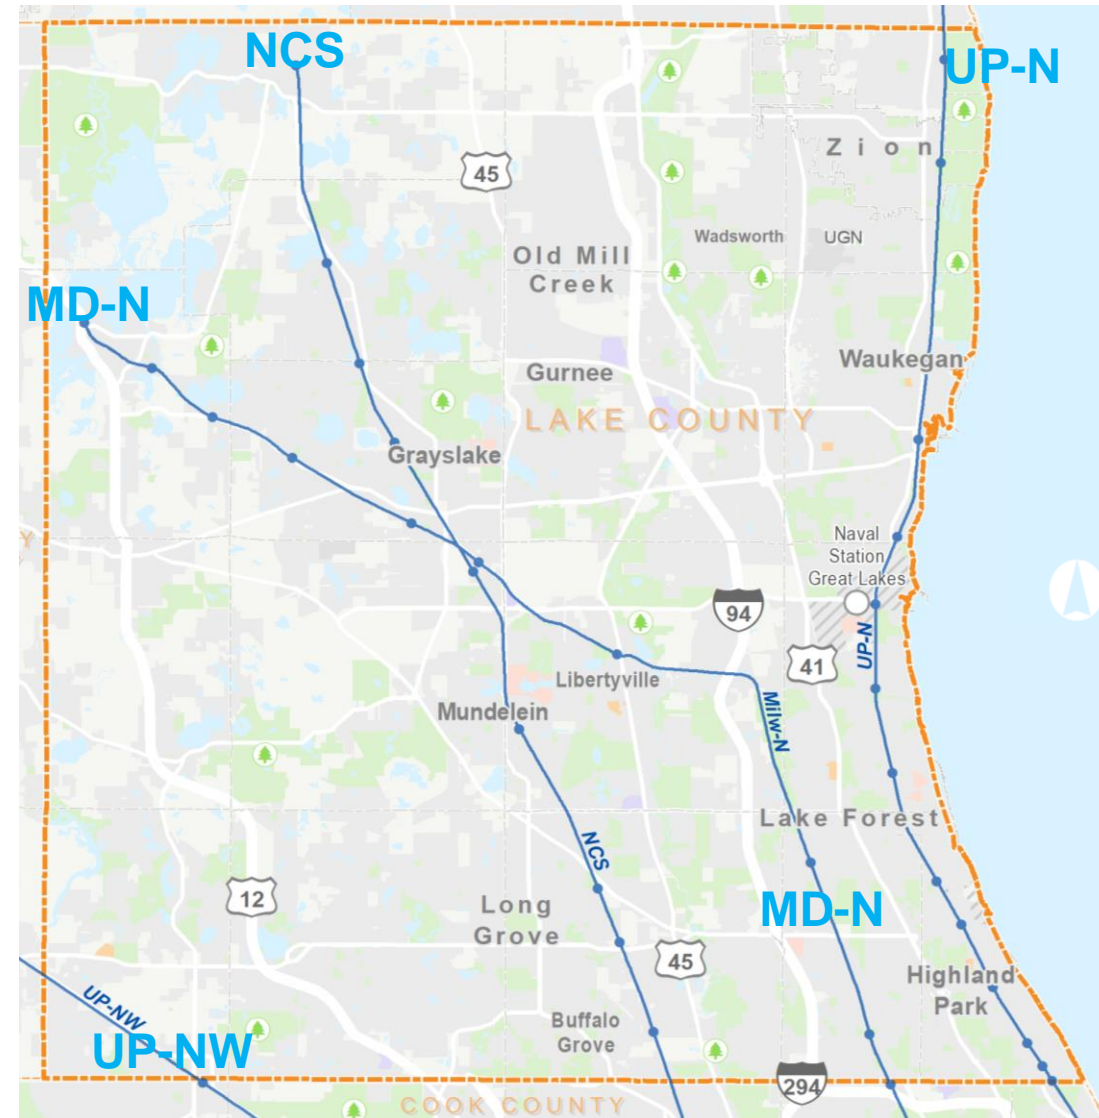 NCS
UP-N
Zion
45
Wadsworth
UGN
Old Mill
Creek
MD-N
Waukegan
Gurnee
LAKE COUNTY
Grayslake
Y
Naval
Station
Great Lakes
94
UP-N
41
Libertyville
Mundelein
Milw-N
Lake Forest
NCS
12
Long
Grove
MD-N
45
Highland
Park
UP-NW
Buffalo
Grove
UP-NW
294
COOK COUNTY